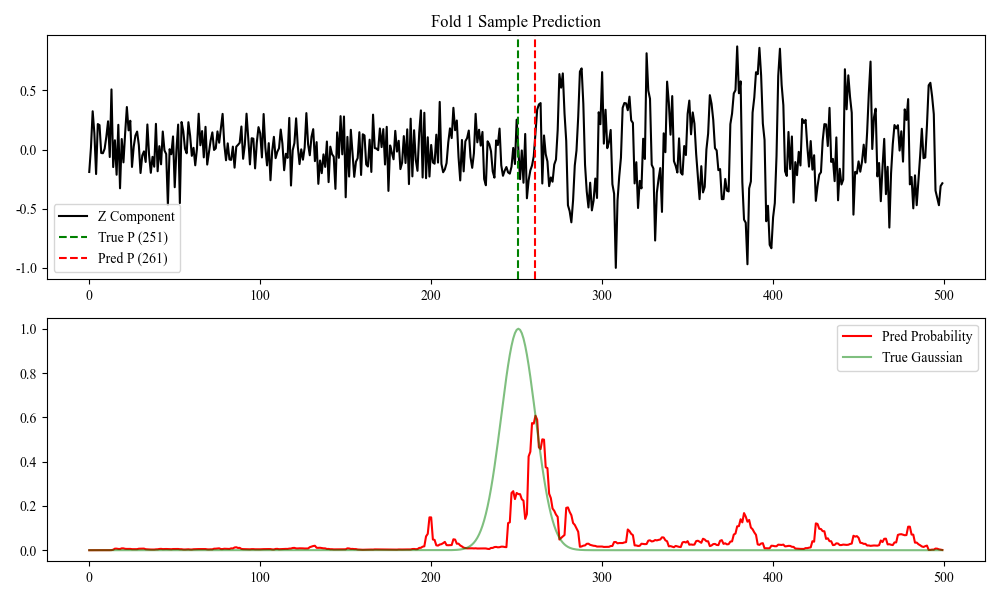 Fold 1 Sample Prediction
0.5
0.0
-0.5
-1.0
Z Component
True P (251)
Pred P (261)
0 100 200 300 400 500
1.0
0.8
0.6
0.4
0.2
0.0
Pred Probability
True Gaussian
0 100 200 300 400 500